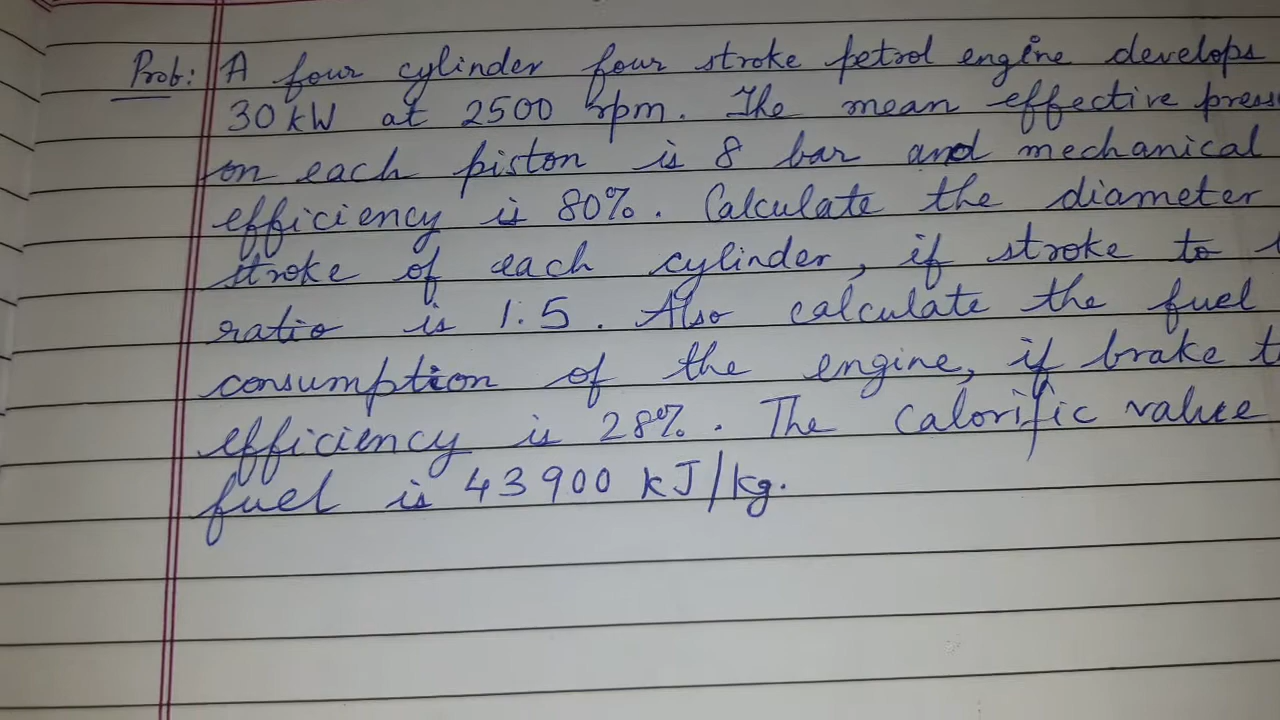 Prob: A four cylinder four stroke petrol engine develops
30 kW at 2500 rpm. The mean effective press
on each piston is 8 bar and mechanical
efficiency is 80%. Calculate the diameter
stroke of each cylinder, if stroke to
ratio is 1.5. Also calculate the fuel
consumption of the engine, if brake t
efficiency is 28%. The calorific value
fuel is 43900 kJ/kg.